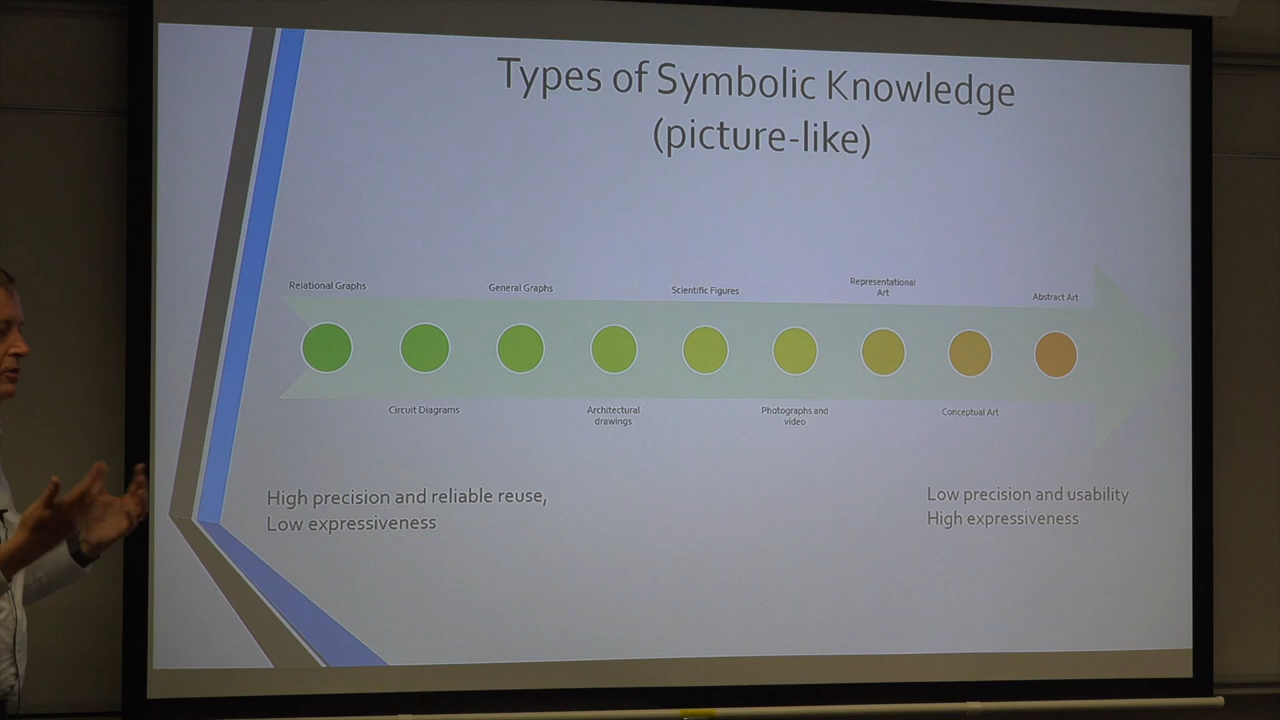 Types of Symbolic Knowledge
(picture-like)
Relational Graphs
General Graphs
Scientific Figures
Representational
Art
Abstract Art
Circuit Diagrams
Architectural
drawings
Photographs and
video
Conceptual Art
High precision and reliable reuse,
Low expressiveness
Low precision and usability
High expressiveness